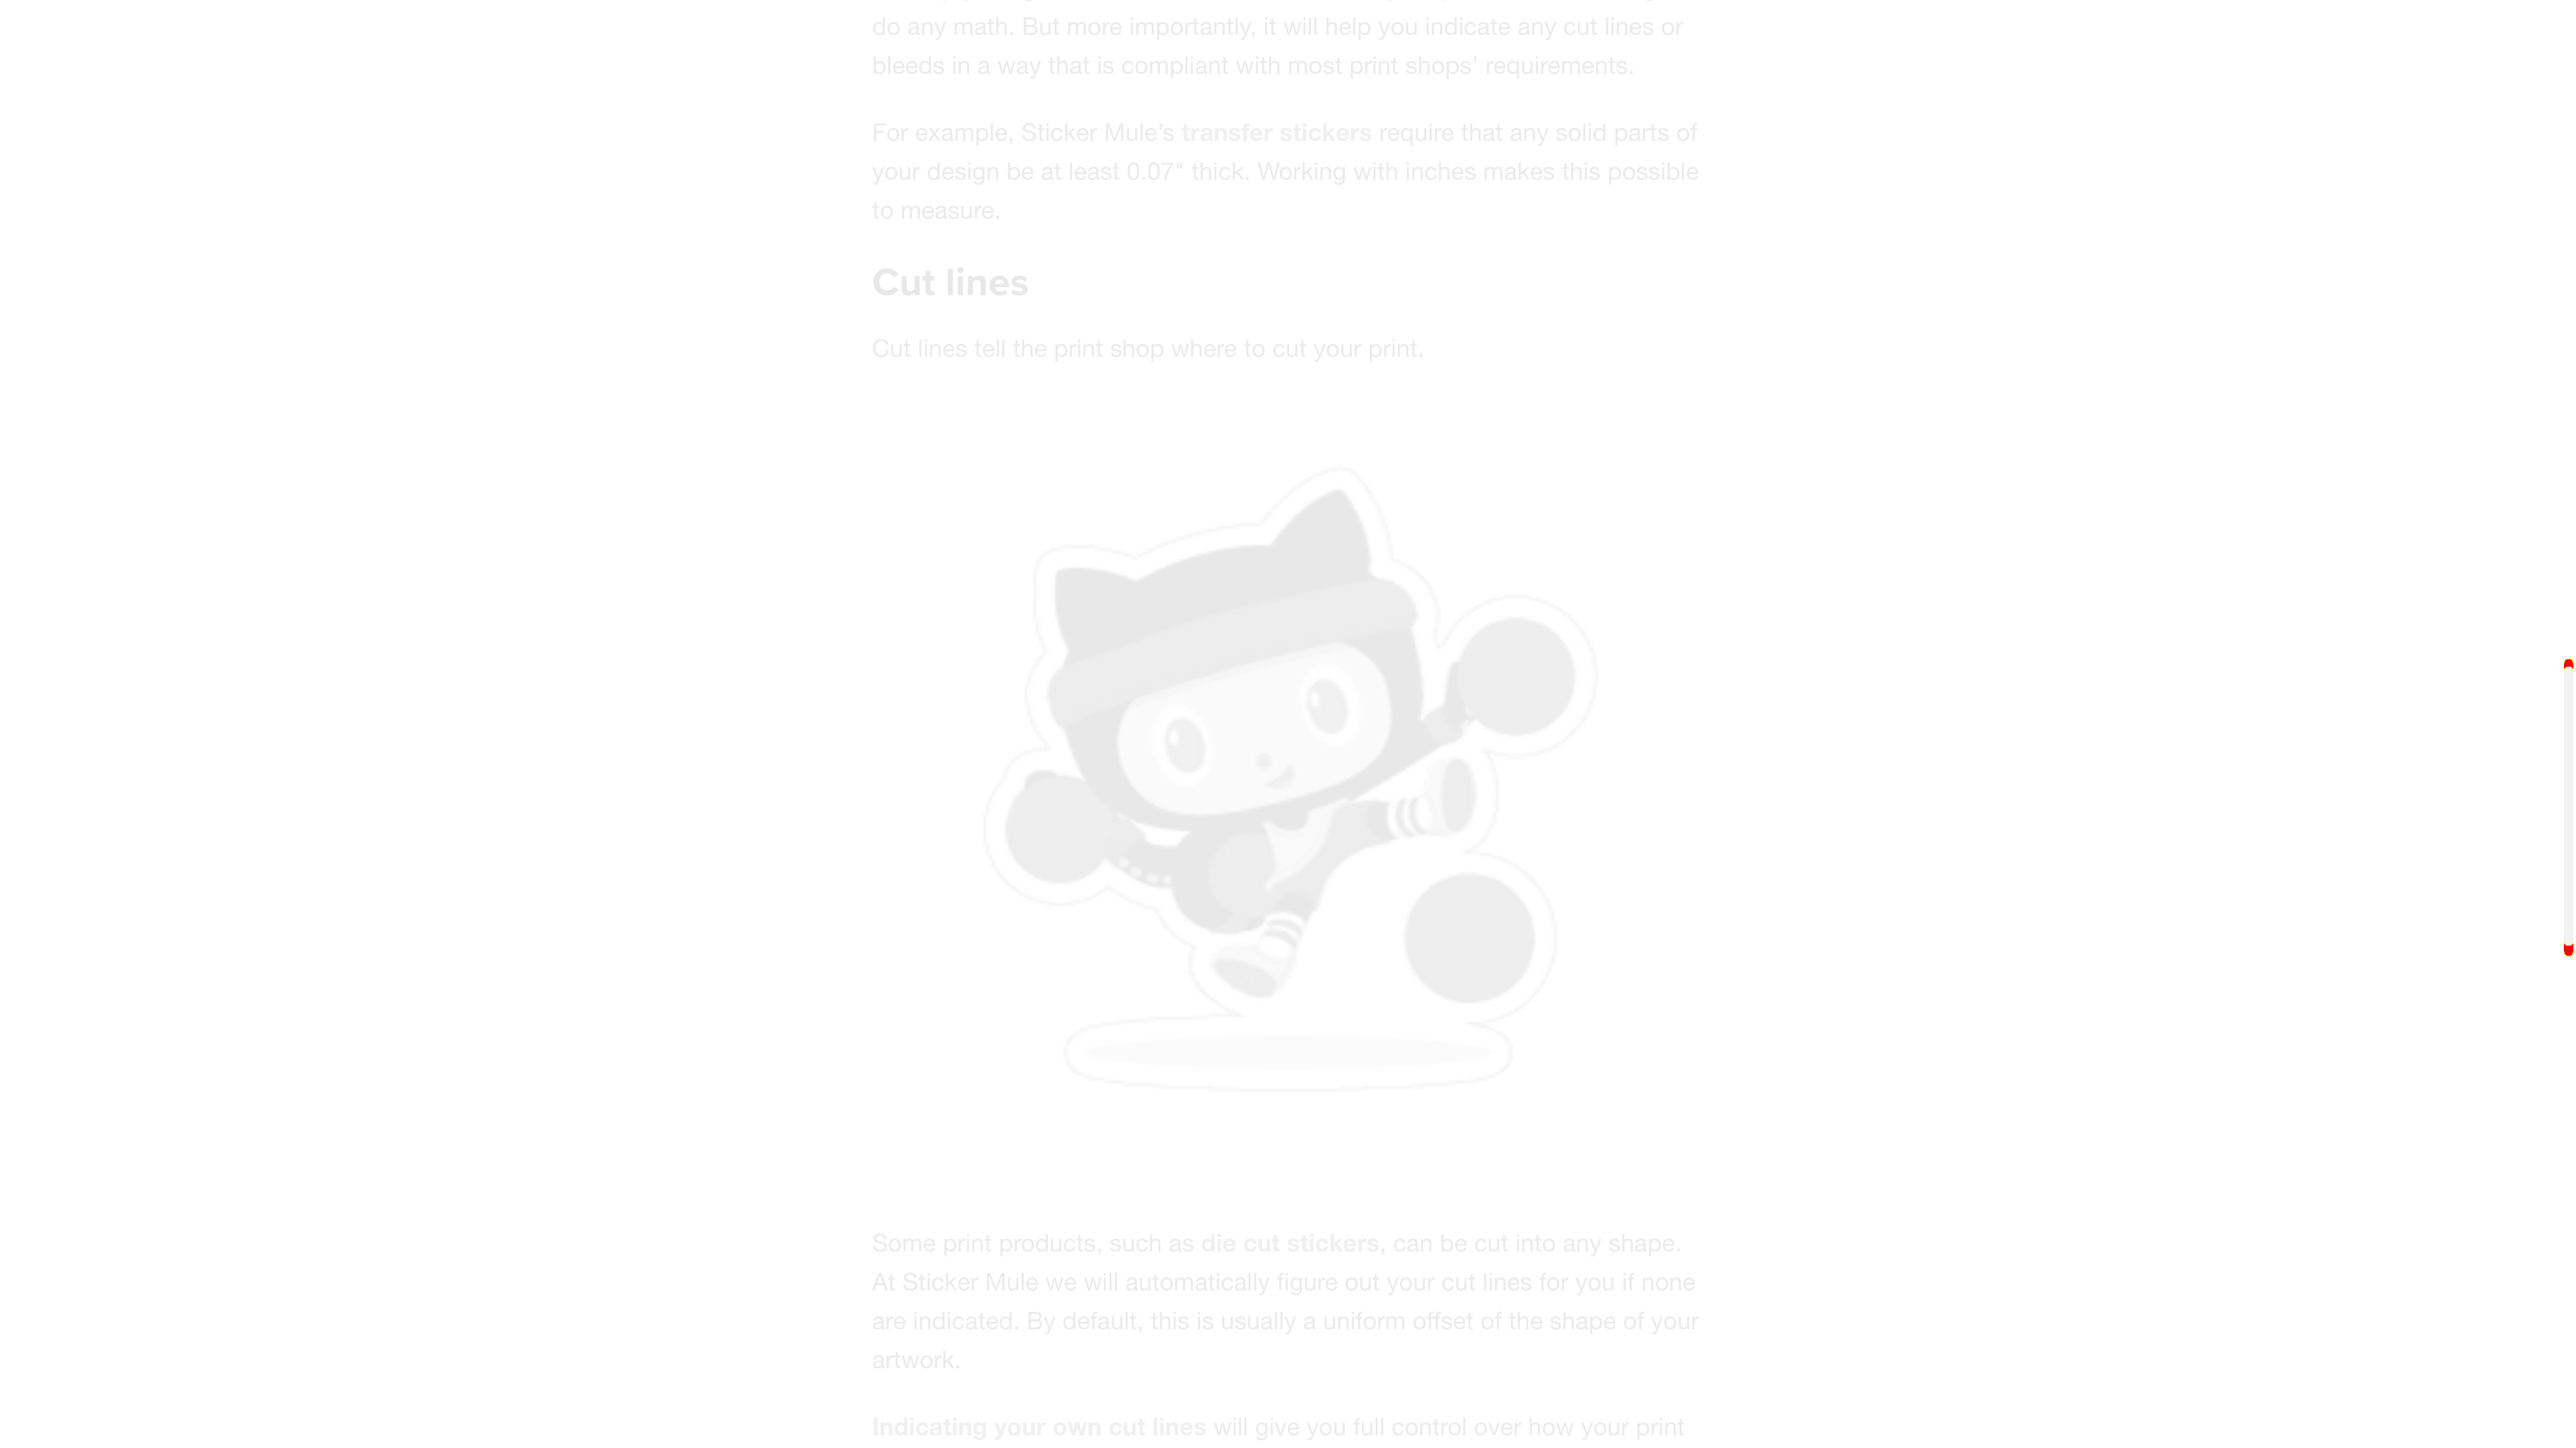 do any math. But more importantly, it will help you indicate any cut lines or
bleeds in a way that is compliant with most print shops’ requirements.
For example, Sticker Mule’s transfer stickers require that any solid parts of
your design be at least 0.07" thick. Working with inches makes this possible
to measure.
Cut lines
Cut lines tell the print shop where to cut your print.
Some print products, such as die cut stickers, can be cut into any shape.
At Sticker Mule we will automatically figure out your cut lines for you if none
are indicated. By default, this is usually a uniform offset of the shape of your
artwork.
Indicating your own cut lines will give you full control over how your print